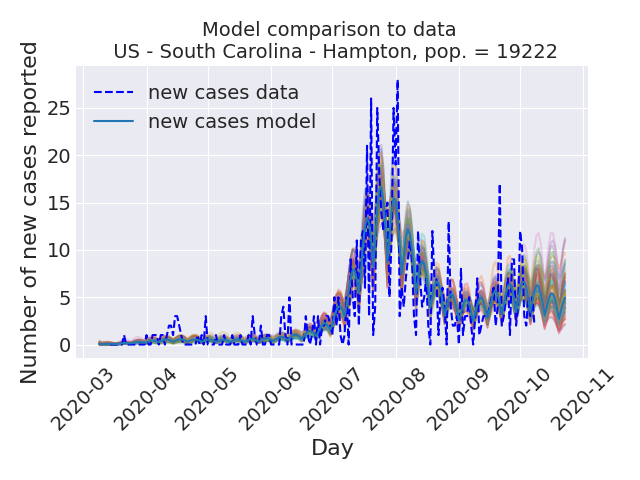 Model comparison to data
US - South Carolina - Hampton, pop. = 19222
Number of new cases reported
new cases data
new cases model
25
20
15
10
5
0
2020-03
2020-04
2020-05
2020-06
2020-07
2020-08
2020-09
2020-10
2020-11
Day